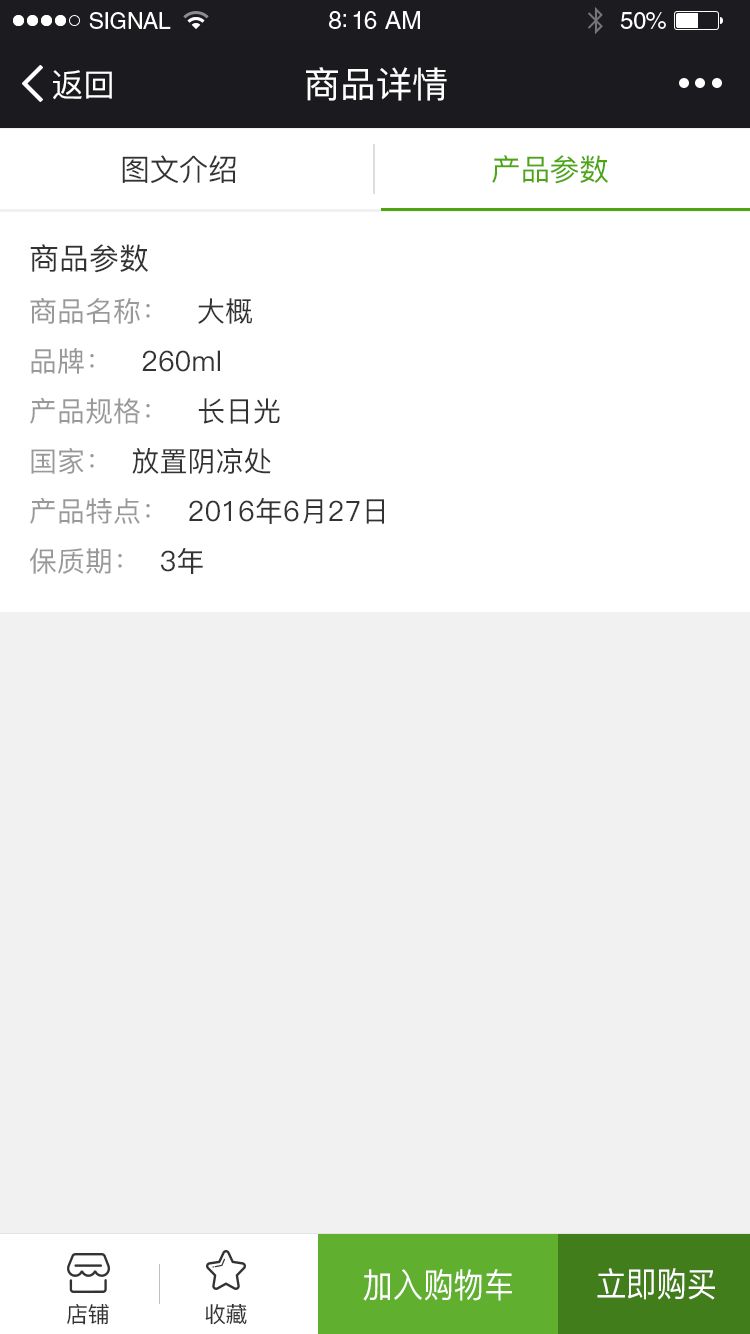 SIGNAL 8:16 AM 50%
返回 商品详情
图文介绍 产品参数
商品参数
商品名称： 大概
品牌： 260ml
产品规格： 长日光
国家： 放置阴凉处
产品特点： 2016年6月27日
保质期： 3年
店铺 收藏 加入购物车 立即购买